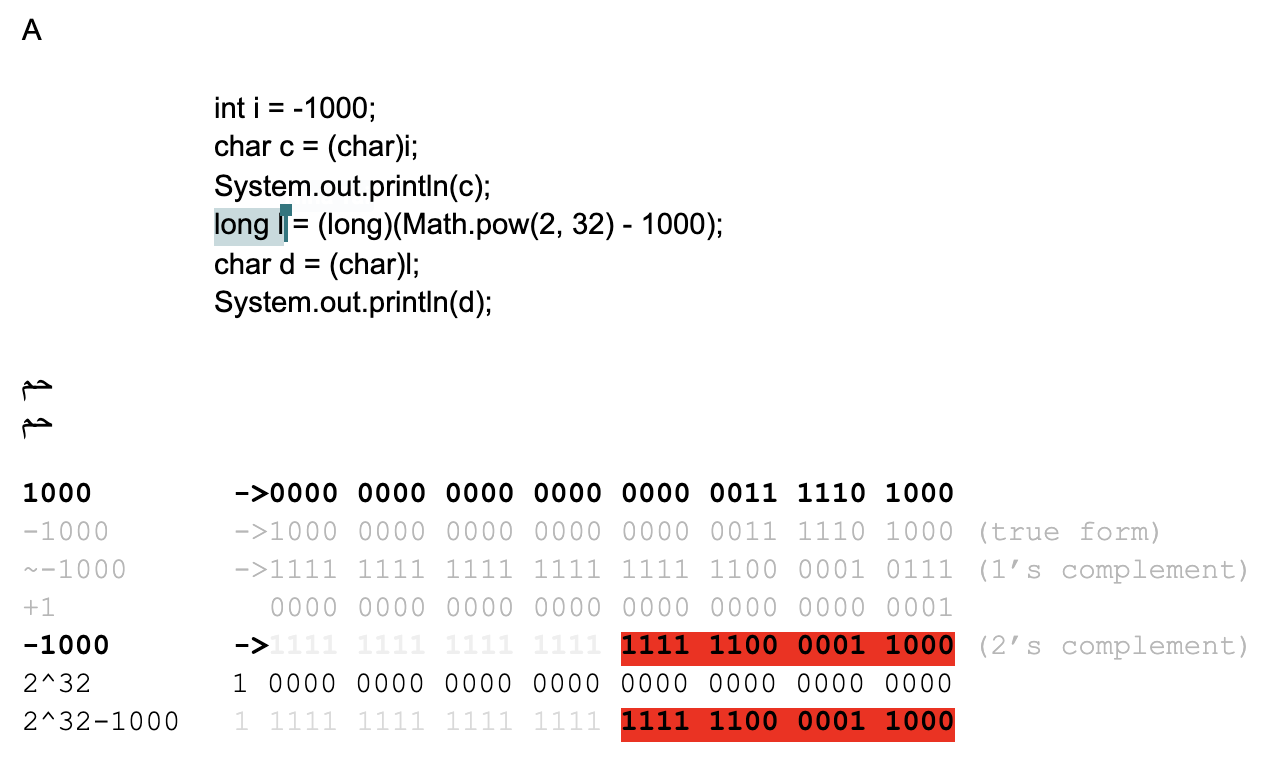 A
int i = -1000;
char c = (char)i;
System.out.println(c);
long l = (long)(Math.pow(2, 32) - 1000);
char d = (char)l;
System.out.println(d);
ﰘ
ﰘ
1000 ->0000 0000 0000 0000 0000 0011 1110 1000
-1000 ->1000 0000 0000 0000 0000 0011 1110 1000 (true form)
~-1000 ->1111 1111 1111 1111 1111 1100 0001 0111 (1’s complement)
+1 0000 0000 0000 0000 0000 0000 0000 0001
-1000 ->1111 1111 1111 1111 1111 1100 0001 1000 (2’s complement)
2^32 1 0000 0000 0000 0000 0000 0000 0000 0000
2^32-1000 1 1111 1111 1111 1111 1111 1100 0001 1000